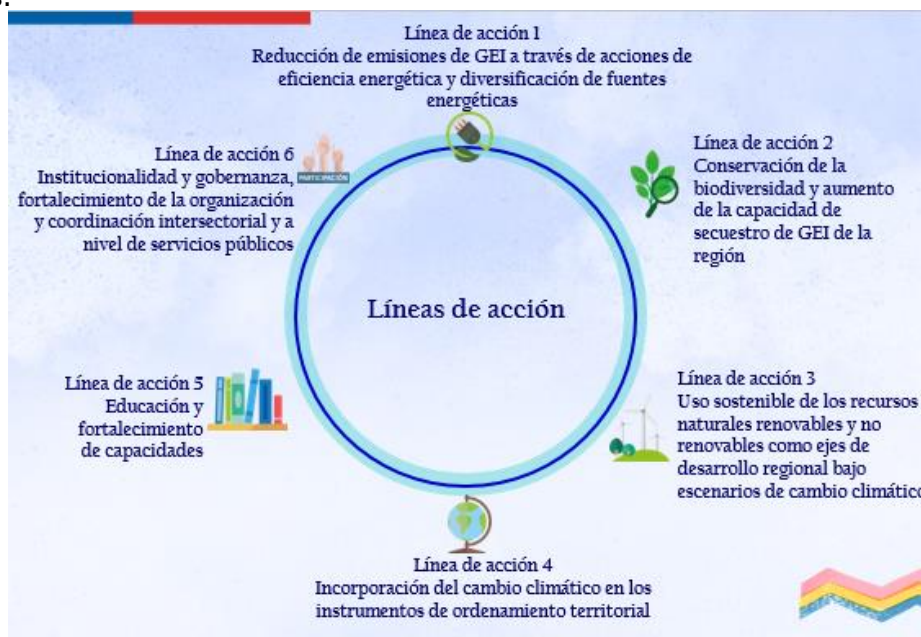 Línea de acción 1
Reducción de emisiones de GEI a través de acciones de
eficiencia energética y diversificación de fuentes
energéticas
Línea de acción 2
Conservación de la
biodiversidad y aumento
de la capacidad de
secuestro de GEI de la
región
Línea de acción 3
Uso sostenible de los recursos
naturales renovables y no
renovables como ejes de
desarrollo regional bajo
escenarios de cambio climático
Línea de acción 4
Incorporación del cambio climático en los
instrumentos de ordenamiento territorial
Línea de acción 5
Educación y
fortalecimiento
de capacidades
Línea de acción 6
Institucionalidad y gobernanza,
fortalecimiento de la organización
y coordinación intersectorial y a
nivel de servicios públicos
PARTICIPACIÓN
Líneas de acción